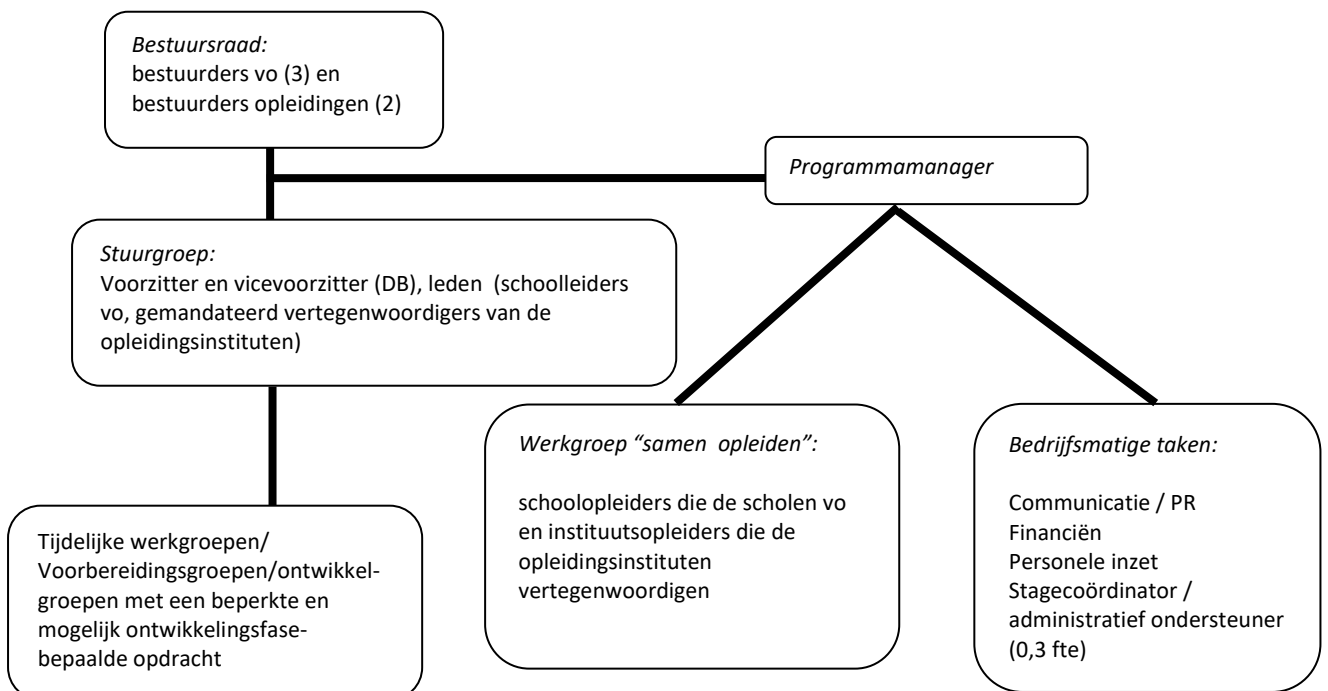 Bestuursraad:
bestuurders vo (3) en
bestuurders opleidingen (2)
Programmamanager
Stuurgroep:
Voorzitter en vicevoorzitter (DB), leden (schoolleiders
vo, gemandateerd vertegenwoordigers van de
opleidingsinstituten)
Werkgroep “samen opleiden”:
schoolopleiders die de scholen vo
en instituutsopleiders die de
opleidingsinstituten
vertegenwoordigen
Bedrijfsmatige taken:
Communicatie / PR
Financiën
Personele inzet
Stagecoördinator /
administratief ondersteuner
(0,3 fte)
Tijdelijke werkgroepen/
Voorbereidingsgroepen/ontwikkel-
groepen met een beperkte en
mogelijk ontwikkelingsfase-
bepaalde opdracht